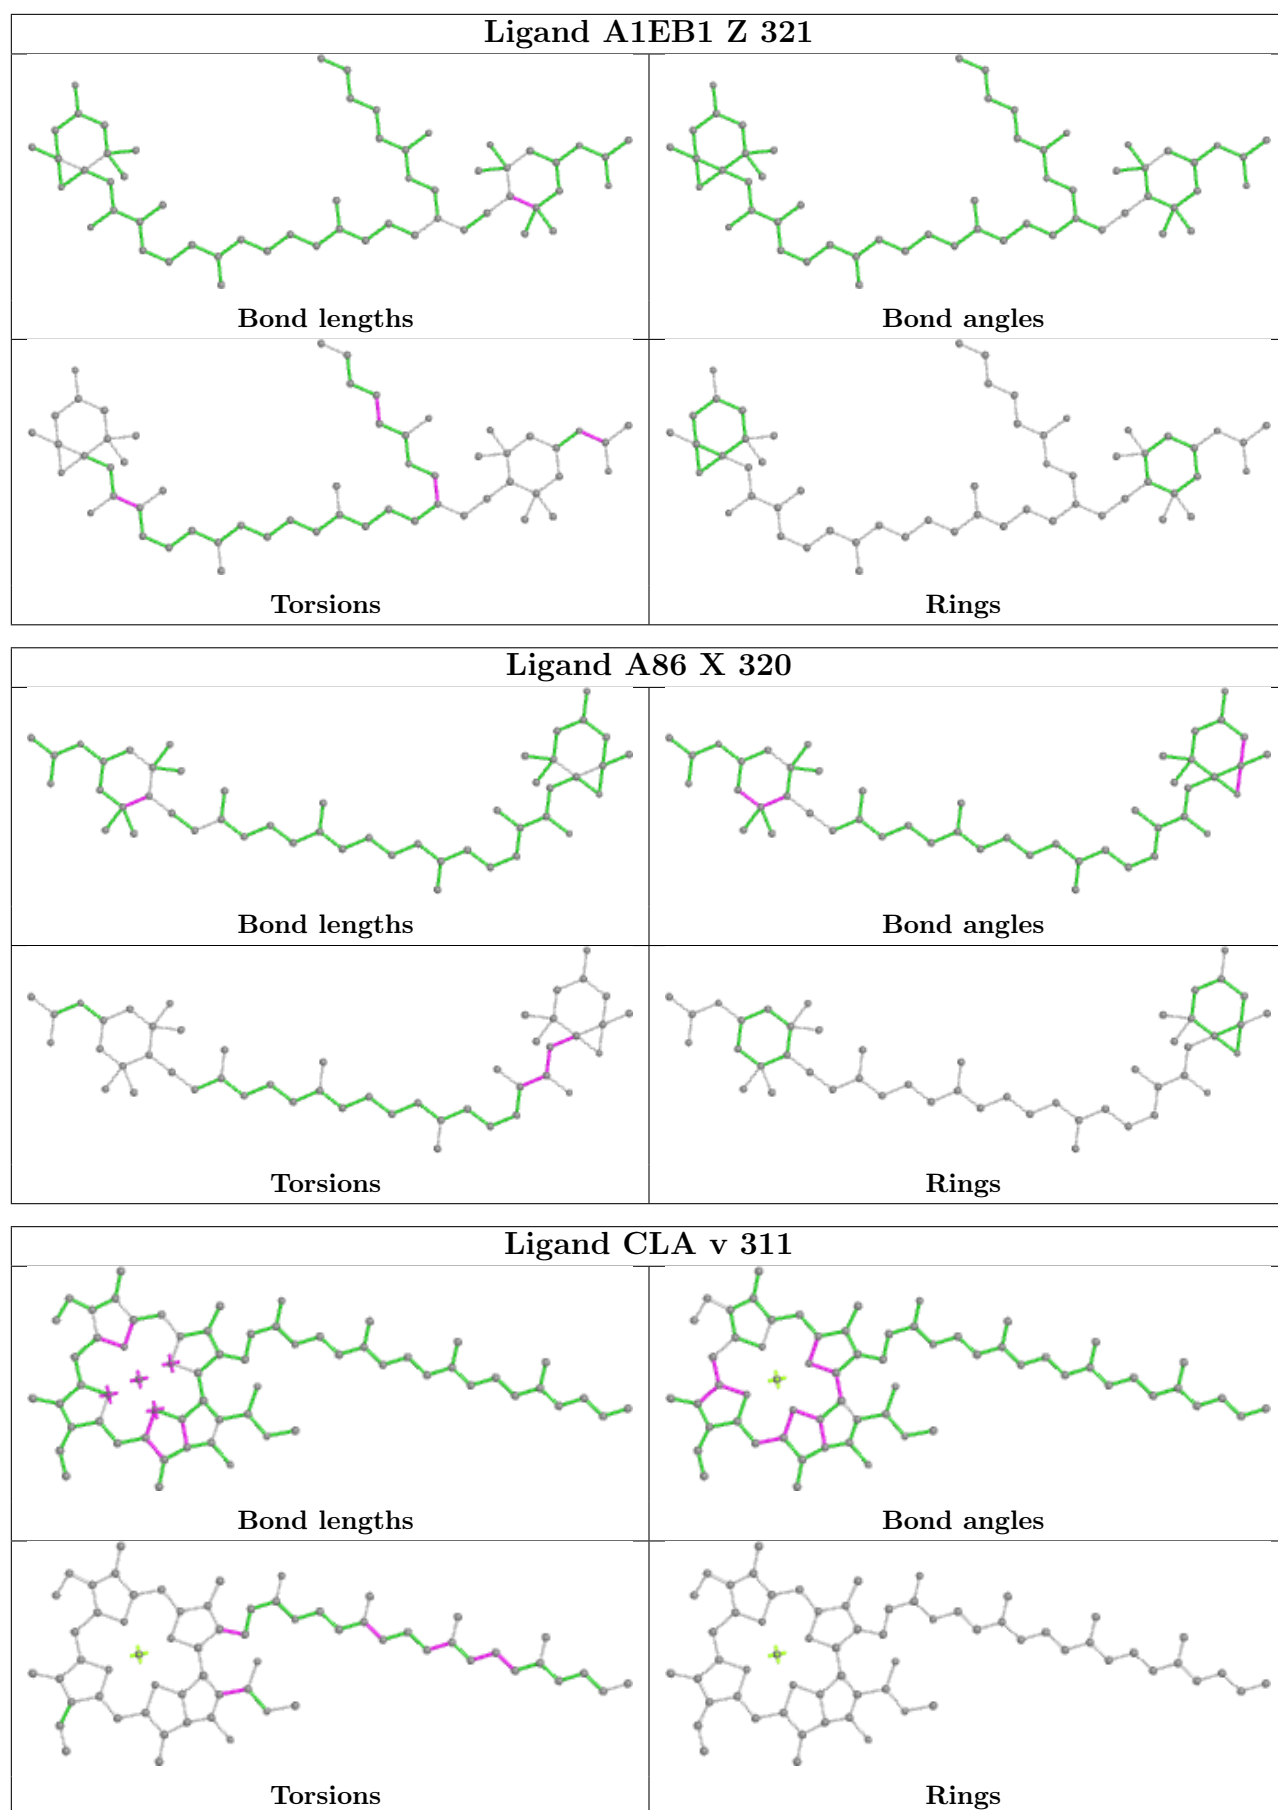 Ligand A1EB1 Z 321
Bond lengths
Bond angles
Torsions
Rings
Ligand A86 X 320
Bond lengths
Bond angles
Torsions
Rings
Ligand CLA v 311
Bond lengths
Bond angles
Torsions
Rings